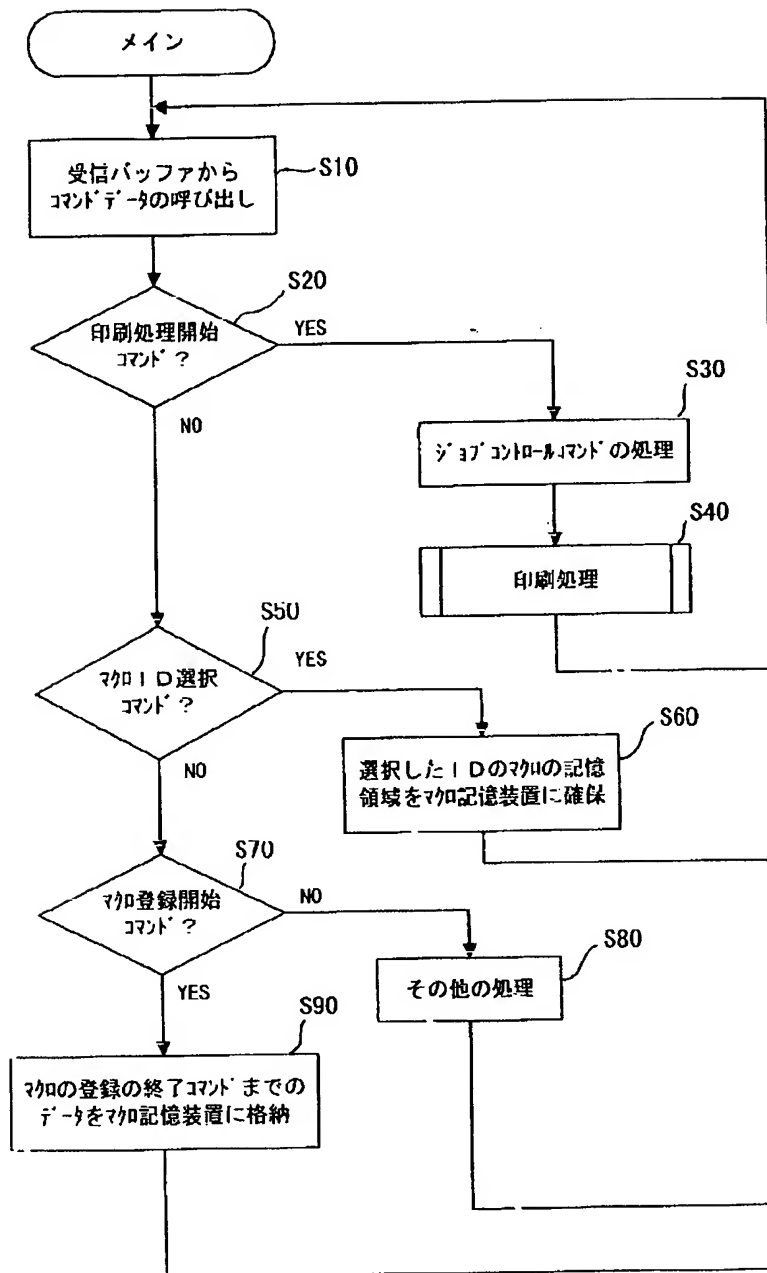 メイン
受信バッファから
コマンドデータの呼び出し
S10
S20
印刷処理開始
コマンド?
YES
NO
S30
ジョブコントロールコマンドの処理
S40
印刷処理
S50
マクロID選択
コマンド?
YES
NO
S60
選択したIDのマクロの記憶
領域をマクロ記憶装置に確保
S70
マクロ登録開始
コマンド?
NO
YES
S80
その他の処理
S90
マクロの登録の終了コマンドまでの
データをマクロ記憶装置に格納